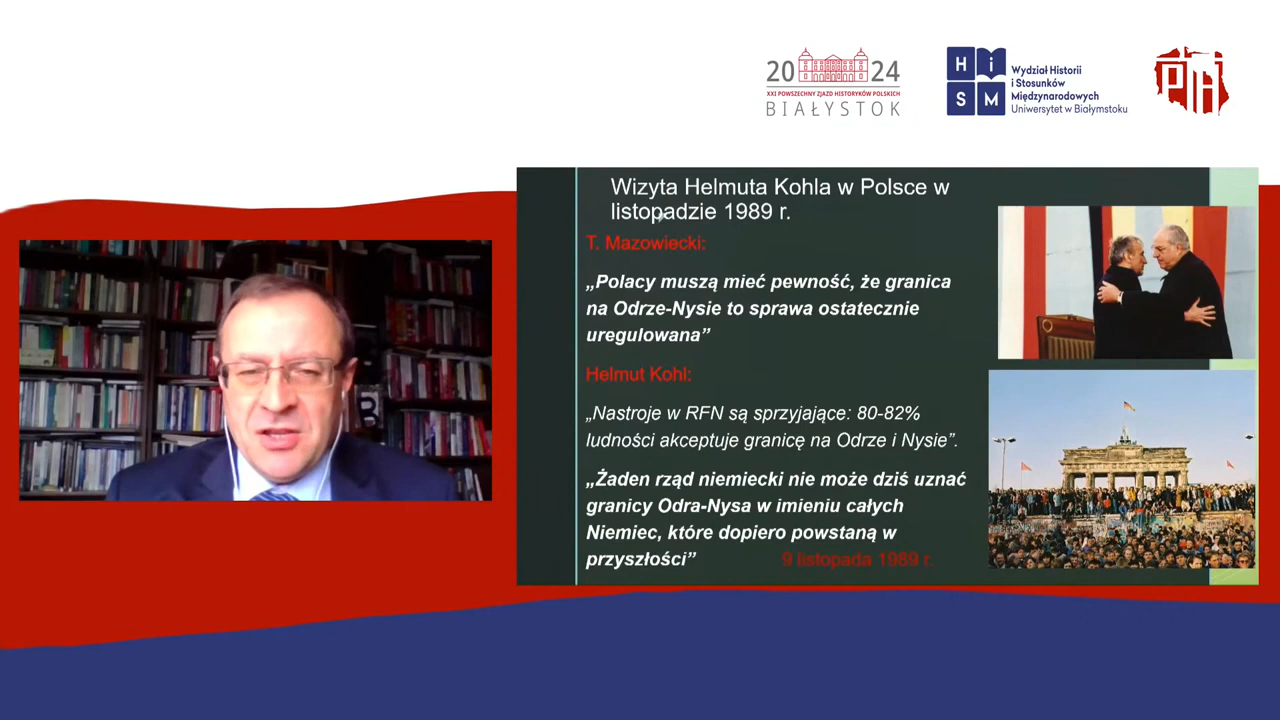 20 24
XXI POWSZECHNY ZJAZD HISTORYKÓW POLSKICH
BIAŁYSTOK
H i
S M
Wydział Historii
i Stosunków
Międzynarodowych
Uniwersytet w Białymstoku
PTH
Wizyta Helmuta Kohla w Polsce w
listopadzie 1989 r.
T. Mazowiecki:
„Polacy muszą mieć pewność, że granica
na Odrze-Nysie to sprawa ostatecznie
uregulowana”
Helmut Kohl:
„Nastroje w RFN są sprzyjające: 80-82%
ludności akceptuje granicę na Odrze i Nysie”.
„Żaden rząd niemiecki nie może dziś uznać
granicy Odra-Nysa w imieniu całych
Niemiec, które dopiero powstaną w
przyszłości”
9 listopada 1989 r.